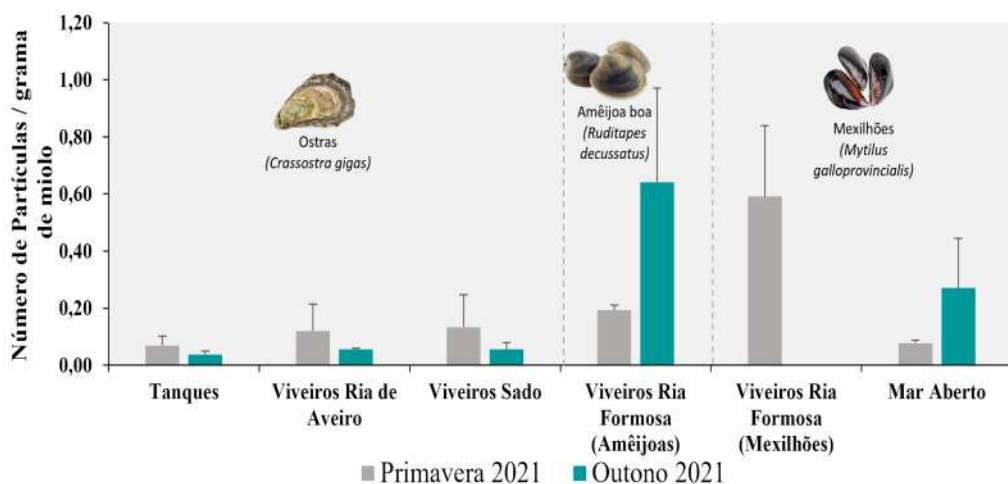 Número de Partículas / grama
de miolo
1,20
1,00
0,80
0,60
0,40
0,20
0,00
Ostras
(Crassostra gigas)
Amêijoa boa
(Ruditapes
decussatus)
Mexilhões
(Mytilus
galloprovincialis)
Tanques
Viveiros Ria de
Aveiro
Viveiros Sado
Viveiros Ria
Formosa
(Amêijoas)
Viveiros Ria
Formosa
(Mexilhões)
Mar Aberto
Primavera 2021
Outono 2021